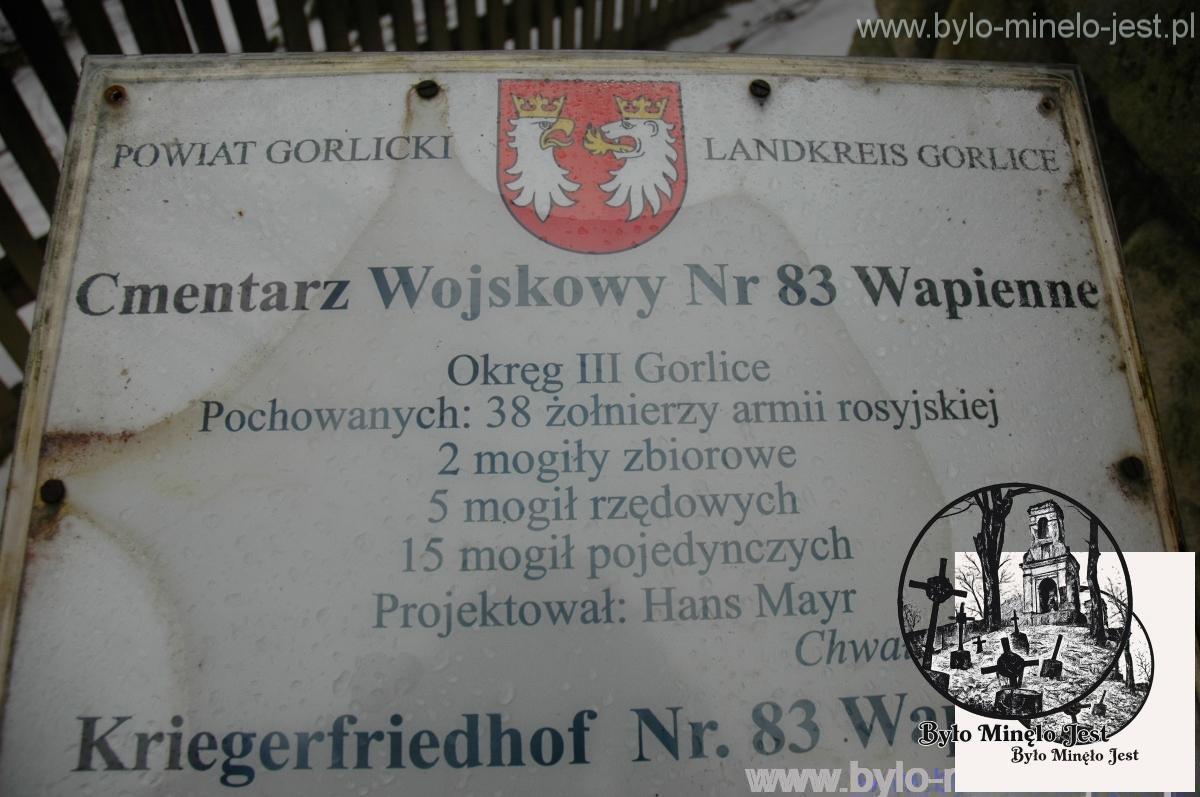 www.bylo-minelo-jest.pl
POWIAT GORLICKI LANDKREIS GORLICE
Cmentarz Wojskowy Nr 83 Wapienne
Okręg III Gorlice
Pochowanych: 38 żołnierzy armii rosyjskiej
2 mogiły zbiorowe
5 mogił rzędowych
15 mogił pojedynczych
Projektował: Hans Mayr
Kriegerfriedhof Nr. 83
Było Minęło Jest
Było Minęło Jest